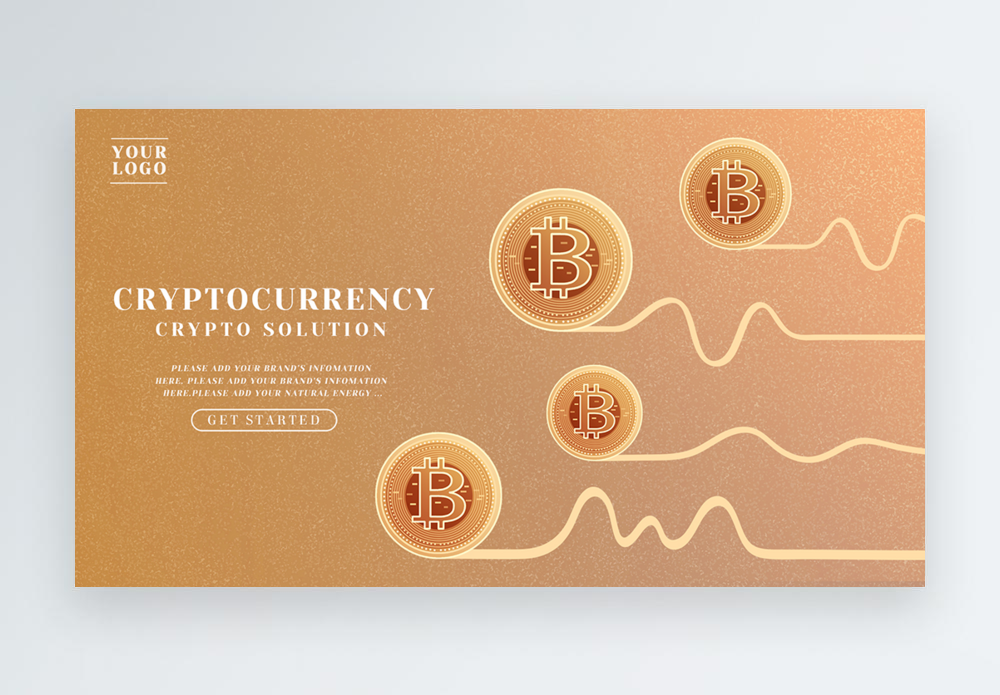 YOUR
LOGO
CRYPTOCURRENCY
CRYPTO SOLUTION
PLEASE ADD YOUR BRAND'S INFOMATION
HERE. PLEASE ADD YOUR BRAND'S INFOMATION
HERE.PLEASE ADD YOUR NATURAL ENERGY ...
GET STARTED